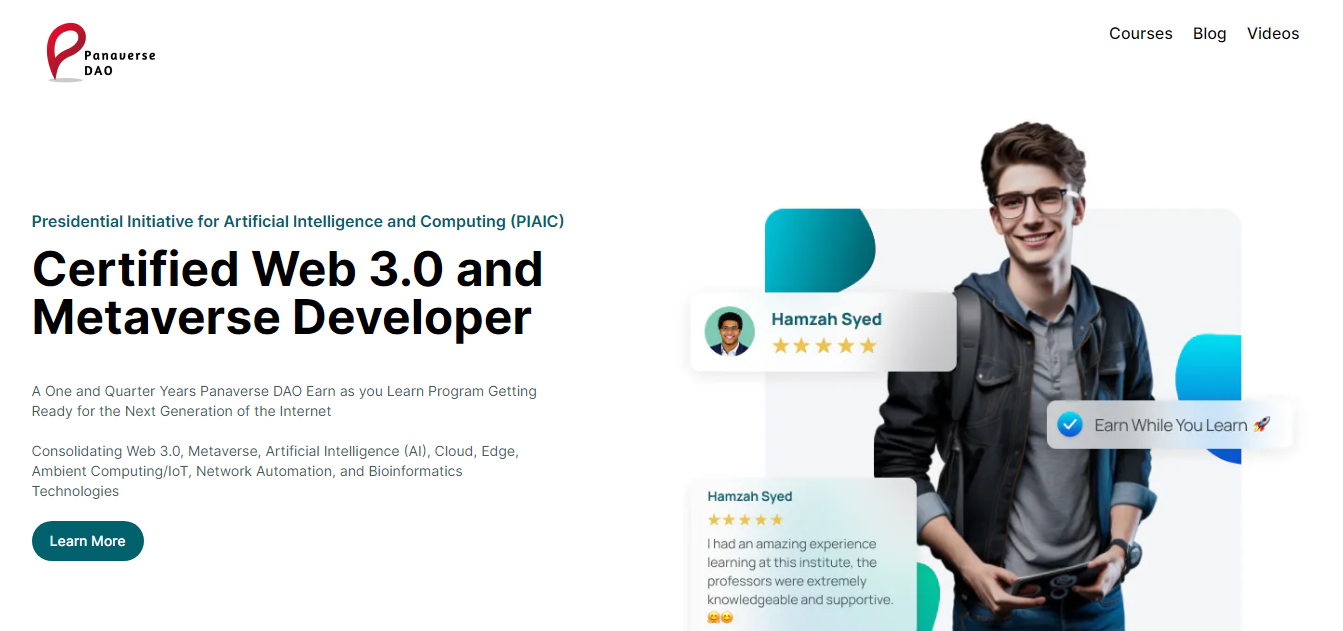 Panaverse
DAO
Courses Blog Videos
Presidential Initiative for Artificial Intelligence and Computing (PIAIC)
Certified Web 3.0 and
Metaverse Developer
A One and Quarter Years Panaverse DAO Earn as you Learn Program Getting
Ready for the Next Generation of the Internet
Consolidating Web 3.0, Metaverse, Artificial Intelligence (AI), Cloud, Edge,
Ambient Computing/IoT, Network Automation, and Bioinformatics
Technologies
Learn More
Hamzah Syed
Earn While You Learn 🚀
Hamzah Syed
I had an amazing experience
learning at this institute, the
professors were extremely
knowledgeable and supportive.
🤗😊